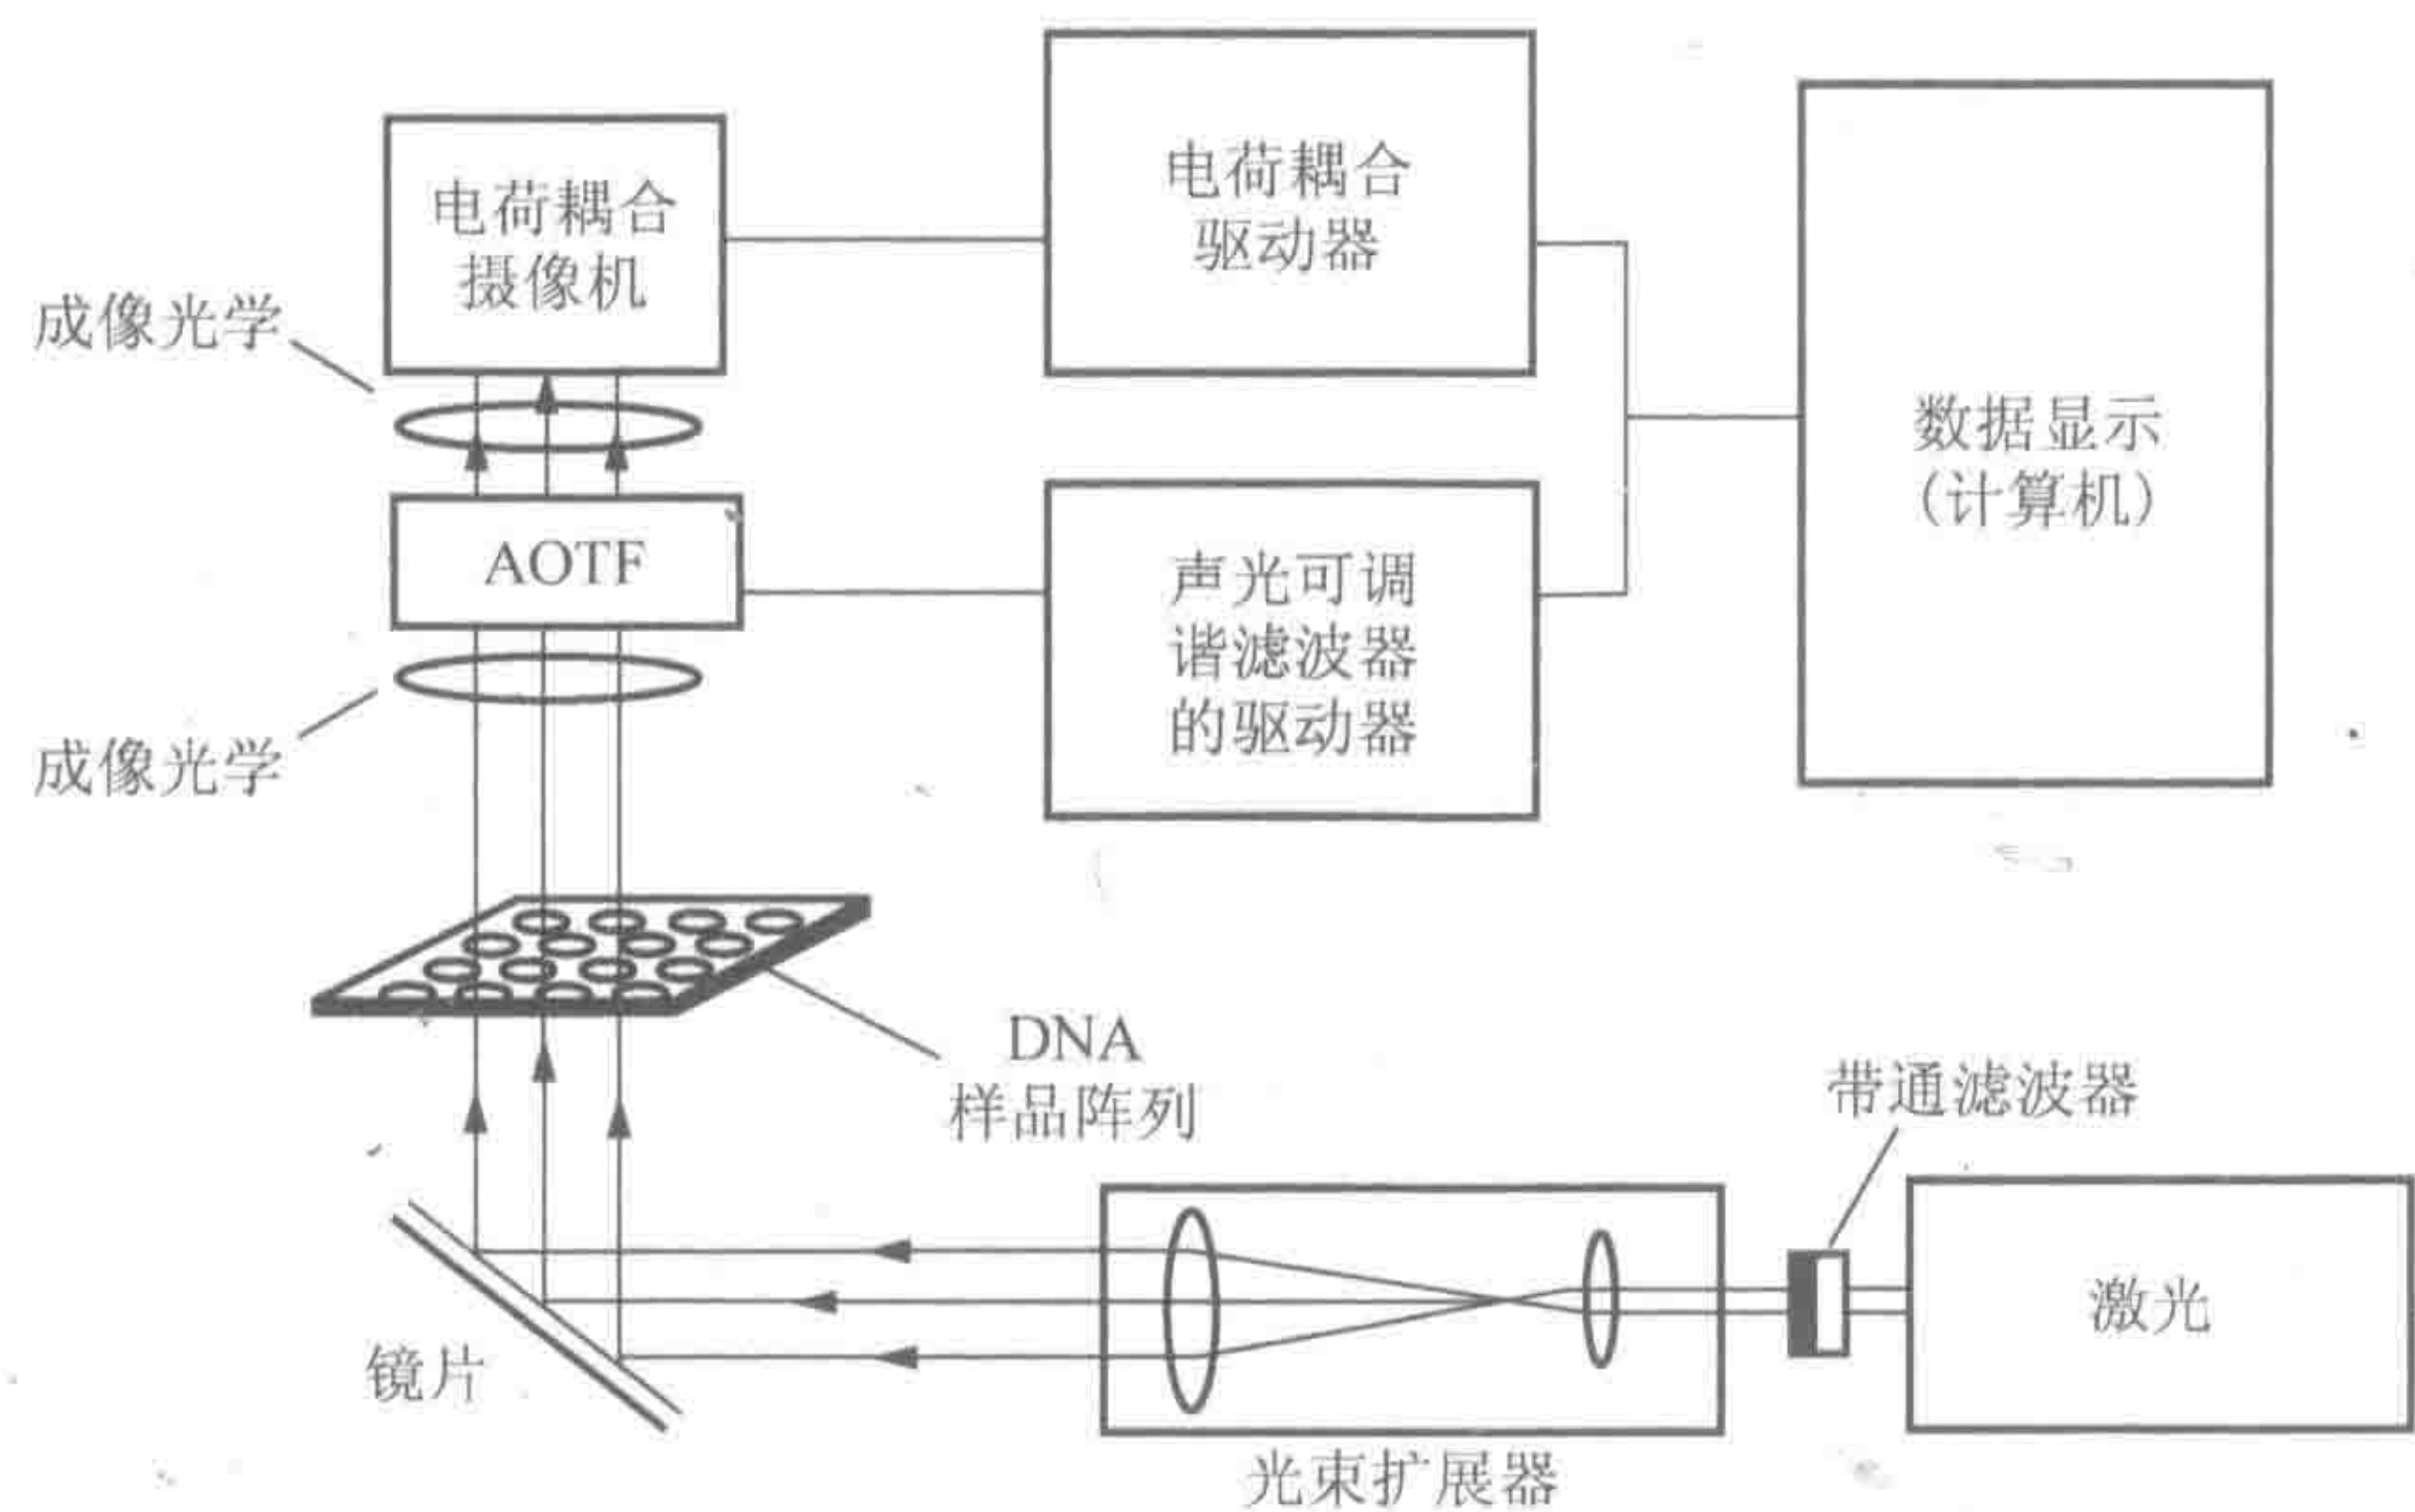 电荷耦合
摄像机
电荷耦合
驱动器
成像光学
数据显示
(计算机)
AOTF
声光可调
谐滤波器
的驱动器
成像光学
DNA
样品阵列
带通滤波器
激光
镜片
光束扩展器